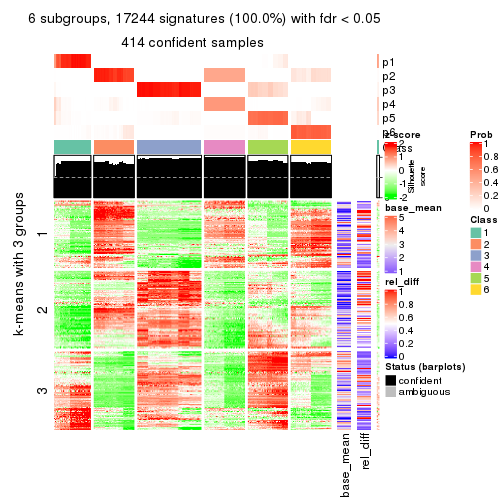 6 subgroups, 17244 signatures (100.0%) with fdr < 0.05
414 confident samples
p1
p2
p3
p4
p5
p6
Class
z-score
2
1
0
-1
-2
Silhouette
score
Prob
1
0.8
0.6
0.4
0.2
0
base_mean
5
4
3
2
1
Class
1
2
3
4
5
6
rel_diff
1
0.8
0.6
0.4
0.2
0
Status (barplots)
confident
ambiguous
k-means with 3 groups
1
2
3
base_mean
rel_diff